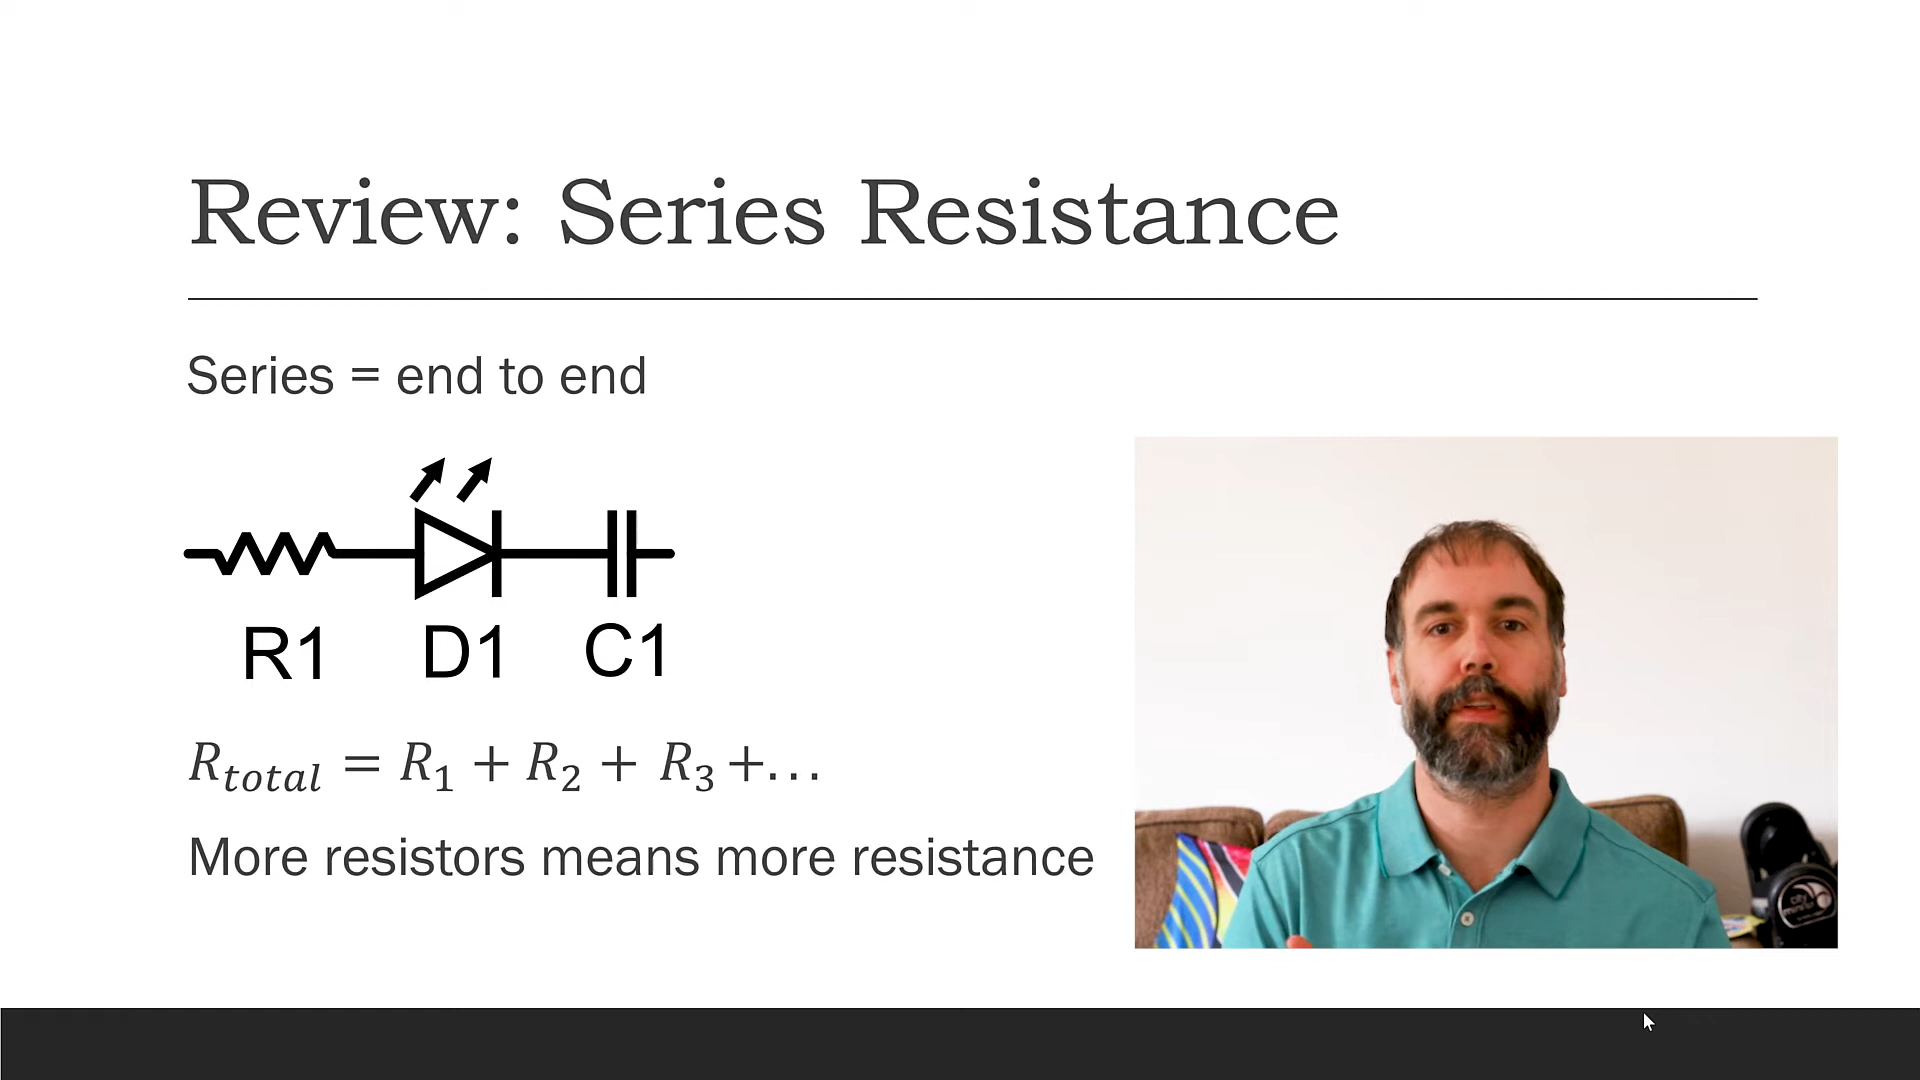 Review: Series Resistance
Series = end to end
R1 D1 C1
R_total = R_1 + R_2 + R_3 +...
More resistors means more resistance
city